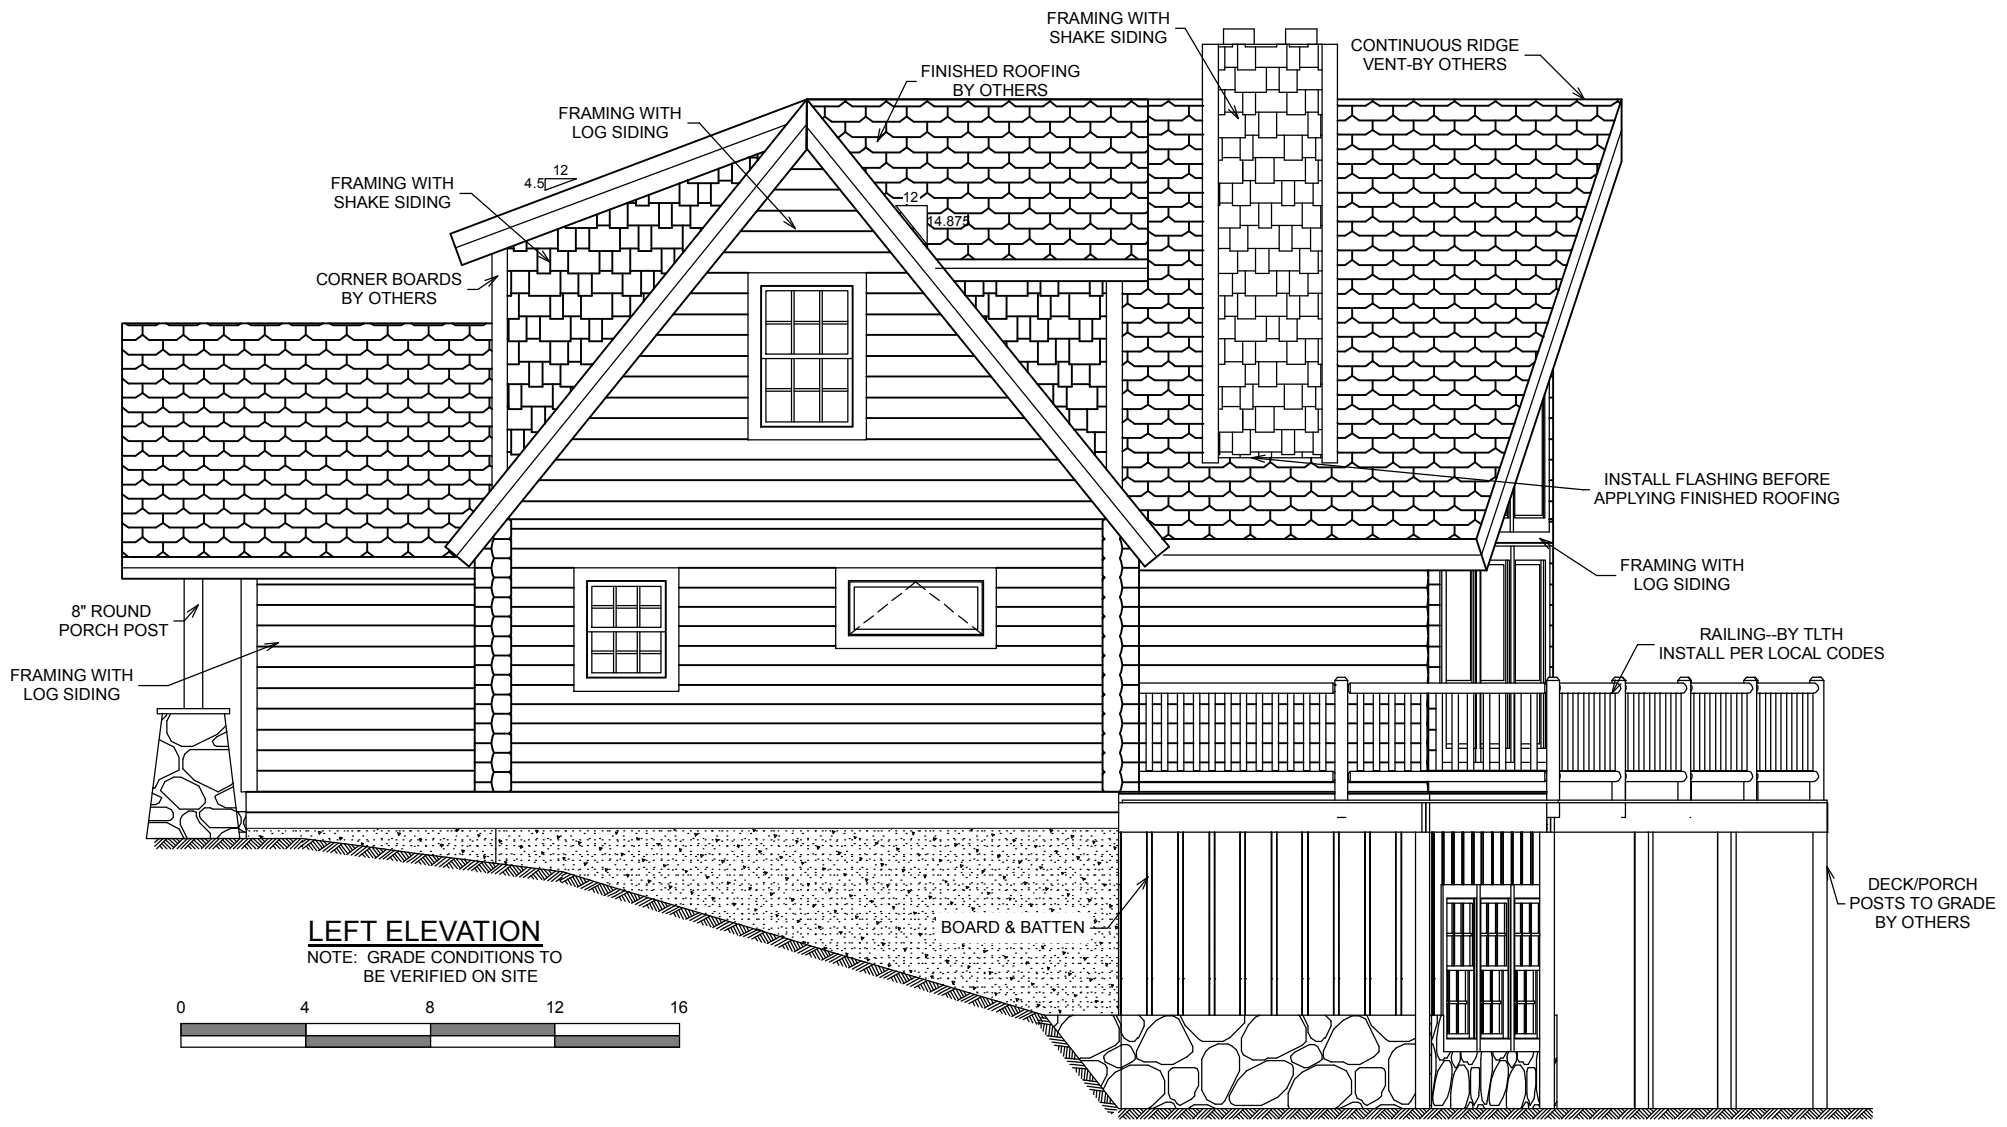 FRAMING WITH
SHAKE SIDING
CONTINUOUS RIDGE
VENT-BY OTHERS
FINISHED ROOFING
BY OTHERS
FRAMING WITH
LOG SIDING
12
4.5
FRAMING WITH
SHAKE SIDING
12
14.875
CORNER BOARDS
BY OTHERS
INSTALL FLASHING BEFORE
APPLYING FINISHED ROOFING
FRAMING WITH
LOG SIDING
8" ROUND
PORCH POST
RAILING--BY TLTH
INSTALL PER LOCAL CODES
FRAMING WITH
LOG SIDING
DECK/PORCH
POSTS TO GRADE
BY OTHERS
BOARD & BATTEN
LEFT ELEVATION
NOTE: GRADE CONDITIONS TO
BE VERIFIED ON SITE
0 4 8 12 16